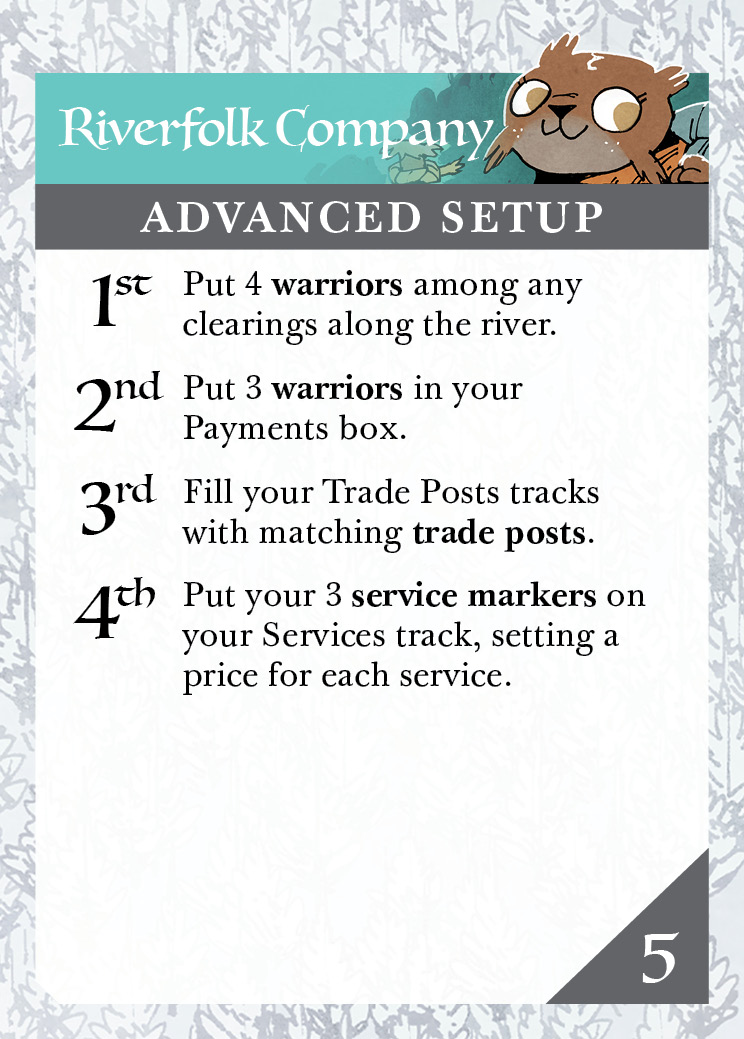 Riverfolk Company
ADVANCED SETUP
1st Put 4 warriors among any
clearings along the river.
2nd Put 3 warriors in your
Payments box.
3rd Fill your Trade Posts tracks
with matching trade posts.
4th Put your 3 service markers on
your Services track, setting a
price for each service.
5